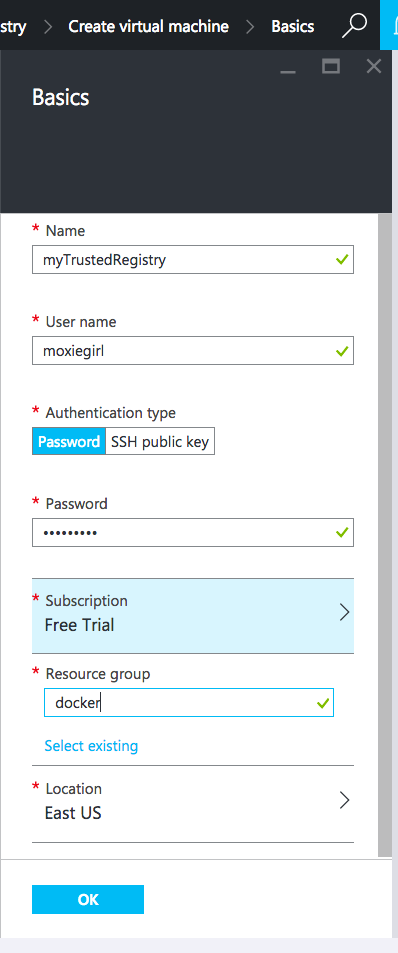 stry > Create virtual machine > Basics
Basics
* Name
myTrustedRegistry
* User name
moxiegirl
* Authentication type
Password SSH public key
* Password
•••••••••
* Subscription
Free Trial
* Resource group
docker
Select existing
* Location
East US
OK